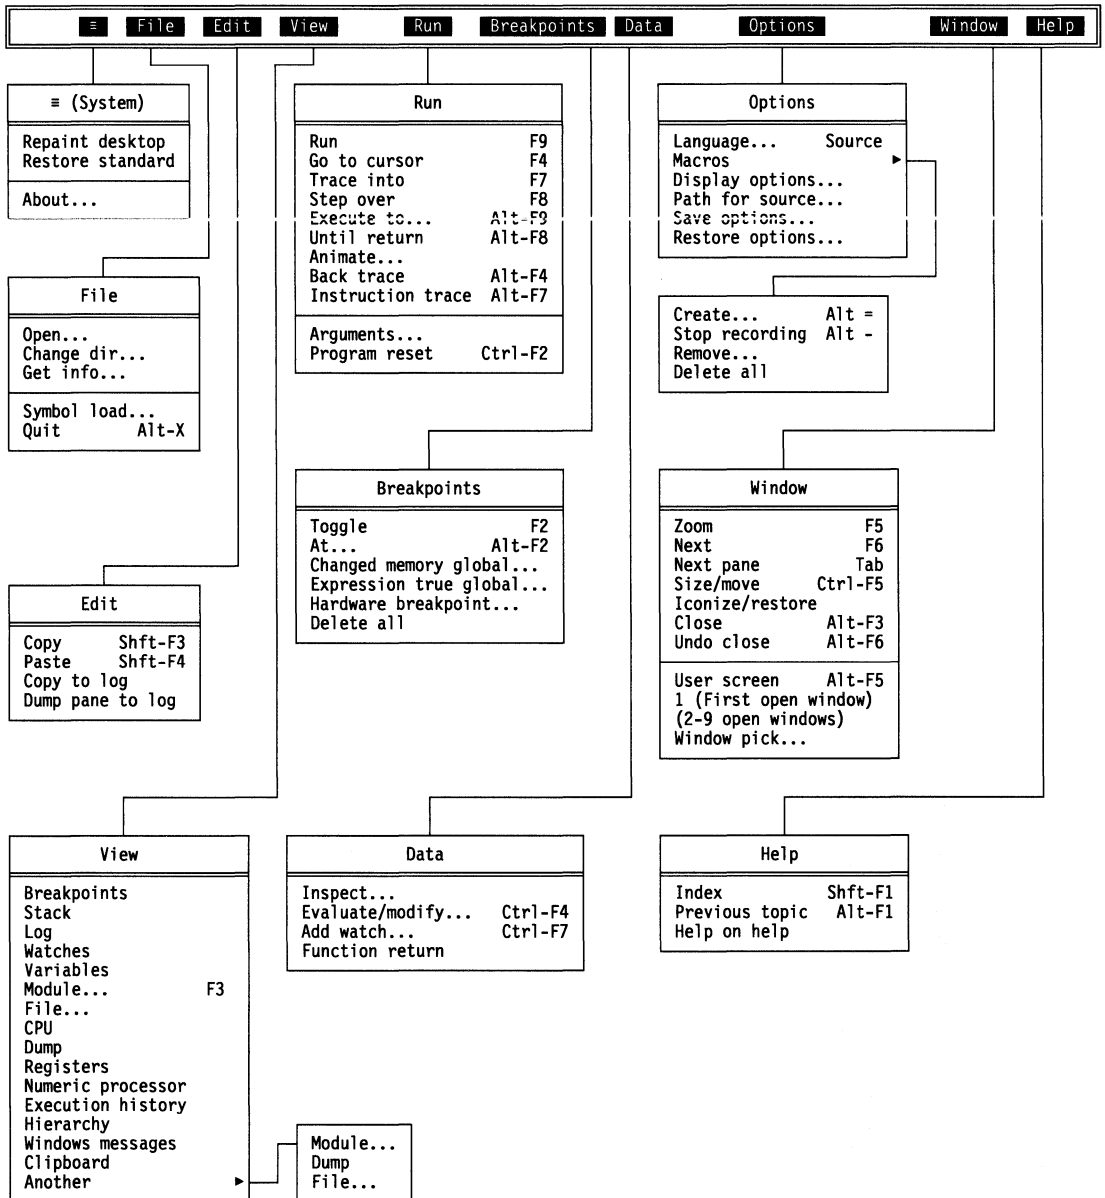 ≡ File Edit View Run Breakpoints Data Options Window Help
≡ (System)
Repaint desktop
Restore standard
About...
File
Open...
Change dir...
Get info...
Symbol load...
Quit Alt-X
Edit
Copy Shft-F3
Paste Shft-F4
Copy to log
Dump pane to log
View
Breakpoints
Stack
Log
Watches
Variables
Module... F3
File...
CPU
Dump
Registers
Numeric processor
Execution history
Hierarchy
Windows messages
Clipboard
Another ►
Module...
Dump
File...
Run
Run F9
Go to cursor F4
Trace into F7
Step over F8
Execute to... Alt-F9
Until return Alt-F8
Animate...
Back trace Alt-F4
Instruction trace Alt-F7
Arguments...
Program reset Ctrl-F2
Breakpoints
Toggle F2
At... Alt-F2
Changed memory global...
Expression true global...
Hardware breakpoint...
Delete all
Data
Inspect...
Evaluate/modify... Ctrl-F4
Add watch... Ctrl-F7
Function return
Options
Language... Source
Macros ►
Display options...
Path for source...
Save options...
Restore options...
Create... Alt =
Stop recording Alt -
Remove...
Delete all
Window
Zoom F5
Next F6
Next pane Tab
Size/move Ctrl-F5
Iconize/restore
Close Alt-F3
Undo close Alt-F6
User screen Alt-F5
1 (First open window)
(2-9 open windows)
Window pick...
Help
Index Shft-F1
Previous topic Alt-F1
Help on help